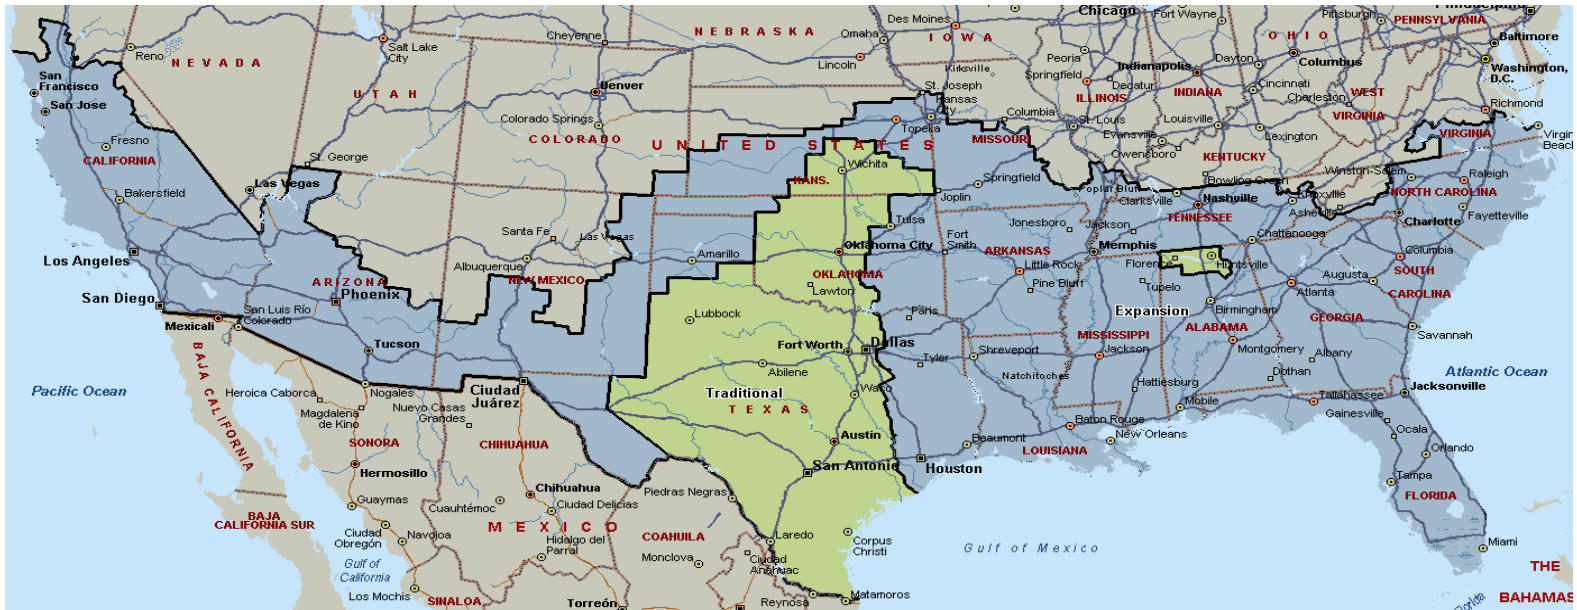 Chicago
Fort Wayne
Pittsburgh
Philadelphia
PENNSYLVANIA
Des Moines
NEBRASKA
Omaha
IOWA
OHIO
Baltimore
Reno
Salt Lake
City
Cheyenne
Lincoln
Peoria
Kirksville
Indianapolis
Dayton
Columbus
NEVADA
Washington,
D.C.
San
Francisco
UTAH
Denver
St. Joseph
Springfield
Decatur
Cincinnati
WEST
VIRGINIA
San Jose
Kansas
City
ILLINOIS
INDIANA
Charleston
Richmond
Colorado Springs
Columbia
St. Louis
Louisville
Topeka
Evansville
Lexington
VIRGINIA
Virginia
Beach
Fresno
COLORADO
UNITED STATES
MISSOURI
Owensboro
KENTUCKY
CALIFORNIA
St. George
Wichita
Bowling Green
Winston-Salem
Raleigh
Las Vegas
KANS.
Springfield
Poplar Bluff
Bakersfield
Joplin
Clarksville
Nashville
Knoxville
NORTH CAROLINA
Asheville
Fayetteville
Tulsa
Jonesboro
Jackson
TENNESSEE
Charlotte
Santa Fe
Las Vegas
Oklahoma City
Fort
Smith
ARKANSAS
Memphis
Chattanooga
Columbia
Los Angeles
Albuquerque
Amarillo
Florence
Huntsville
SOUTH
CAROLINA
ARIZONA
Phoenix
NEW MEXICO
OKLAHOMA
Little Rock
Augusta
San Diego
Lawton
Pine Bluff
Tupelo
Atlanta
San Luis Río
Colorado
Lubbock
Paris
Expansion
Birmingham
GEORGIA
Mexicali
MISSISSIPPI
ALABAMA
Savannah
Tucson
Fort Worth
Dallas
Tyler
Shreveport
Jackson
Montgomery
Albany
BAJA CALIFORNIA
Abilene
Natchitoches
Hattiesburg
Dothan
Atlantic Ocean
Pacific Ocean
Heroica Caborca
Nogales
Ciudad
Juárez
Traditional
Waco
Jacksonville
Magdalena
de Kino
Nuevo Casas
Grandes
TEXAS
Mobile
Tallahassee
Gainesville
SONORA
CHIHUAHUA
Austin
Beaumont
Baton Rouge
New Orleans
Ocala
LOUISIANA
Orlando
Hermosillo
San Antonio
Houston
Tampa
Chihuahua
Piedras Negras
FLORIDA
Guaymas
Cuauhtémoc
Ciudad Delicias
BAJA
CALIFORNIA SUR
MEXICO
Ciudad
Obregón
Navojoa
Hidalgo del
Parral
COAHUILA
Laredo
Corpus
Christi
Gulf of Mexico
Miami
Gulf of
California
Monclova
Ciudad
Anáhuac
THE
BAHAMAS
Los Mochis
SINALOA
Torreón
Reynosa
Matamoros
Florida